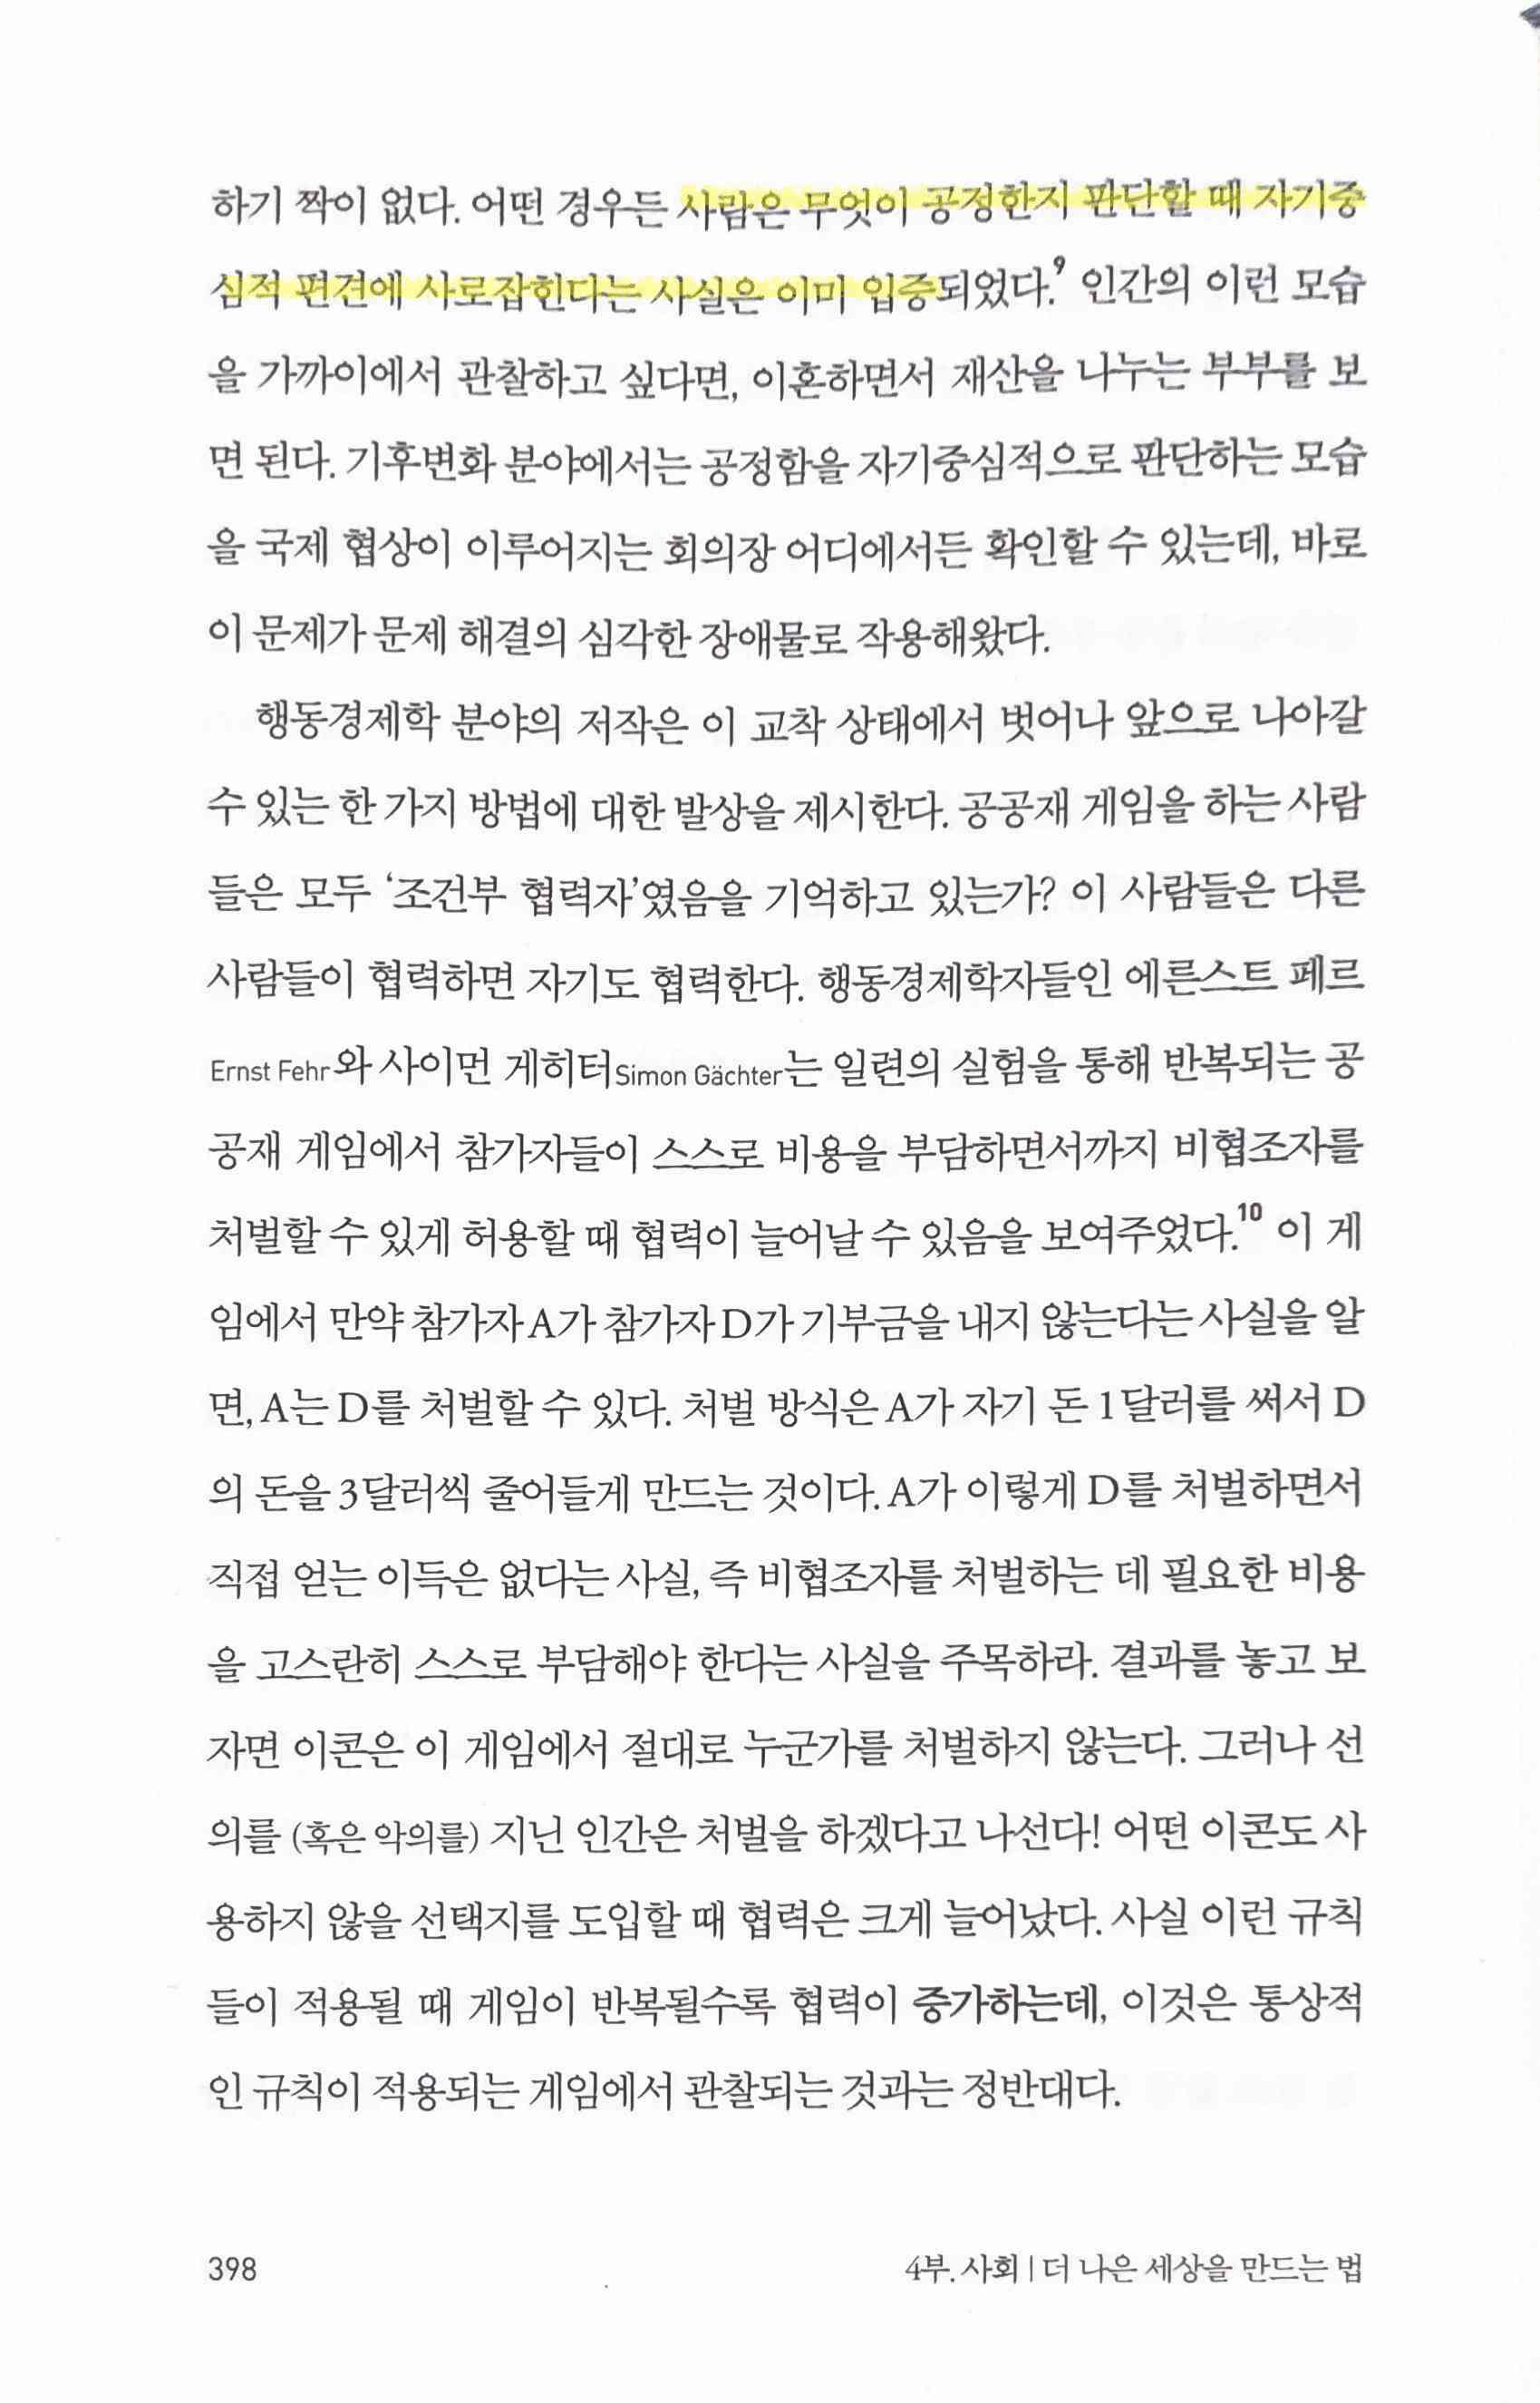 하기 짝이 없다. 어떤 경우든 사람은 무엇이 공정한지 판단할 때 자기중
심적 편견에 사로잡힌다는 사실은 이미 입증되었다.9 인간의 이런 모습
을 가까이에서 관찰하고 싶다면, 이혼하면서 재산을 나누는 부부를 보
면 된다. 기후변화 분야에서는 공정함을 자기중심적으로 판단하는 모습
을 국제 협상이 이루어지는 회의장 어디에서든 확인할 수 있는데, 바로
이 문제가 문제 해결의 심각한 장애물로 작용해왔다.
행동경제학 분야의 저작은 이 교착 상태에서 벗어나 앞으로 나아갈
수 있는 한 가지 방법에 대한 발상을 제시한다. 공공재 게임을 하는 사람
들은 모두 ‘조건부 협력자’였음을 기억하고 있는가? 이 사람들은 다른
사람들이 협력하면 자기도 협력한다. 행동경제학자들인 에른스트 페르
Ernst Fehr와 사이먼 게히터Simon Gächter는 일련의 실험을 통해 반복되는 공
공재 게임에서 참가자들이 스스로 비용을 부담하면서까지 비협조자를
처벌할 수 있게 허용할 때 협력이 늘어날 수 있음을 보여주었다.10 이 게
임에서 만약 참가자 A가 참가자 D가 기부금을 내지 않는다는 사실을 알
면, A는 D를 처벌할 수 있다. 처벌 방식은 A가 자기 돈 1달러를 써서 D
의 돈을 3달러씩 줄어들게 만드는 것이다. A가 이렇게 D를 처벌하면서
직접 얻는 이득은 없다는 사실, 즉 비협조자를 처벌하는 데 필요한 비용
을 고스란히 스스로 부담해야 한다는 사실을 주목하라. 결과를 놓고 보
자면 이콘은 이 게임에서 절대로 누군가를 처벌하지 않는다. 그러나 선
의를 (혹은 악의를) 지닌 인간은 처벌을 하겠다고 나선다! 어떤 이콘도 사
용하지 않을 선택지를 도입할 때 협력은 크게 늘어났다. 사실 이런 규칙
들이 적용될 때 게임이 반복될수록 협력이 증가하는데, 이것은 통상적
인 규칙이 적용되는 게임에서 관찰되는 것과는 정반대다.
398
4부. 사회 | 더 나은 세상을 만드는 법